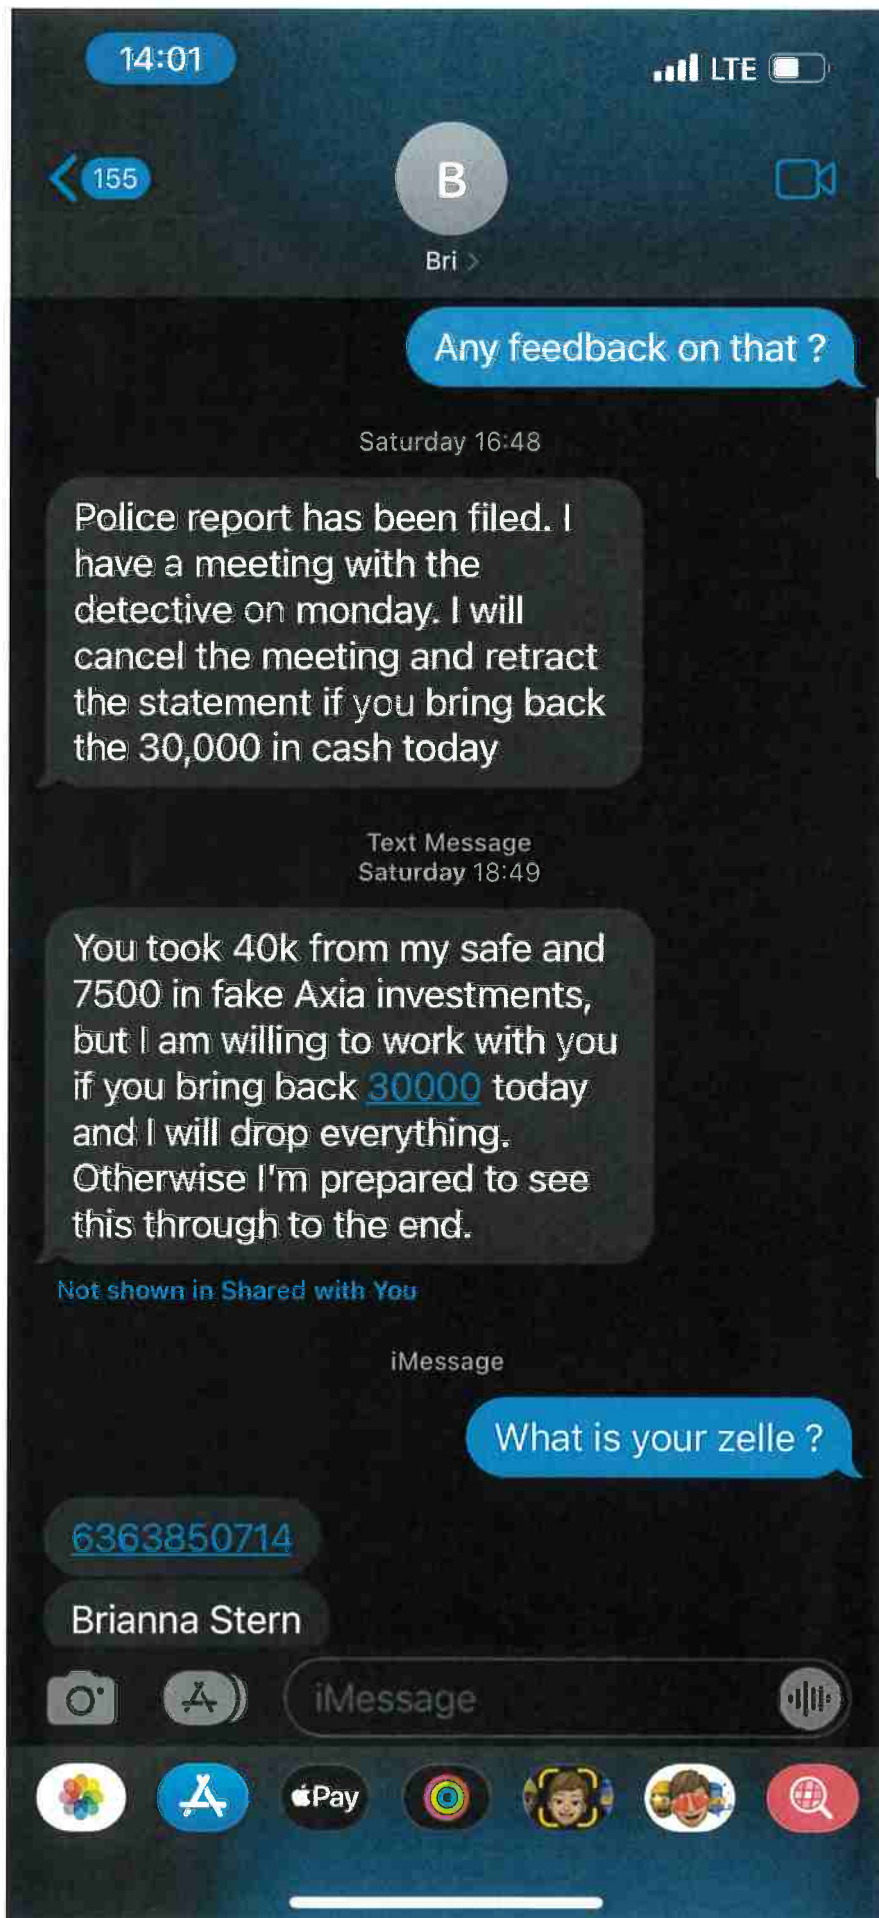 14:01
LTE
155
B
Bri >
Any feedback on that ?
Saturday 16:48
Police report has been filed. I
have a meeting with the
detective on monday. I will
cancel the meeting and retract
the statement if you bring back
the 30,000 in cash today
Text Message
Saturday 18:49
You took 40k from my safe and
7500 in fake Axia investments,
but I am willing to work with you
if you bring back 30000 today
and I will drop everything.
Otherwise I'm prepared to see
this through to the end.
Not shown in Shared with You
iMessage
What is your zelle ?
6363850714
Brianna Stern
iMessage
Pay